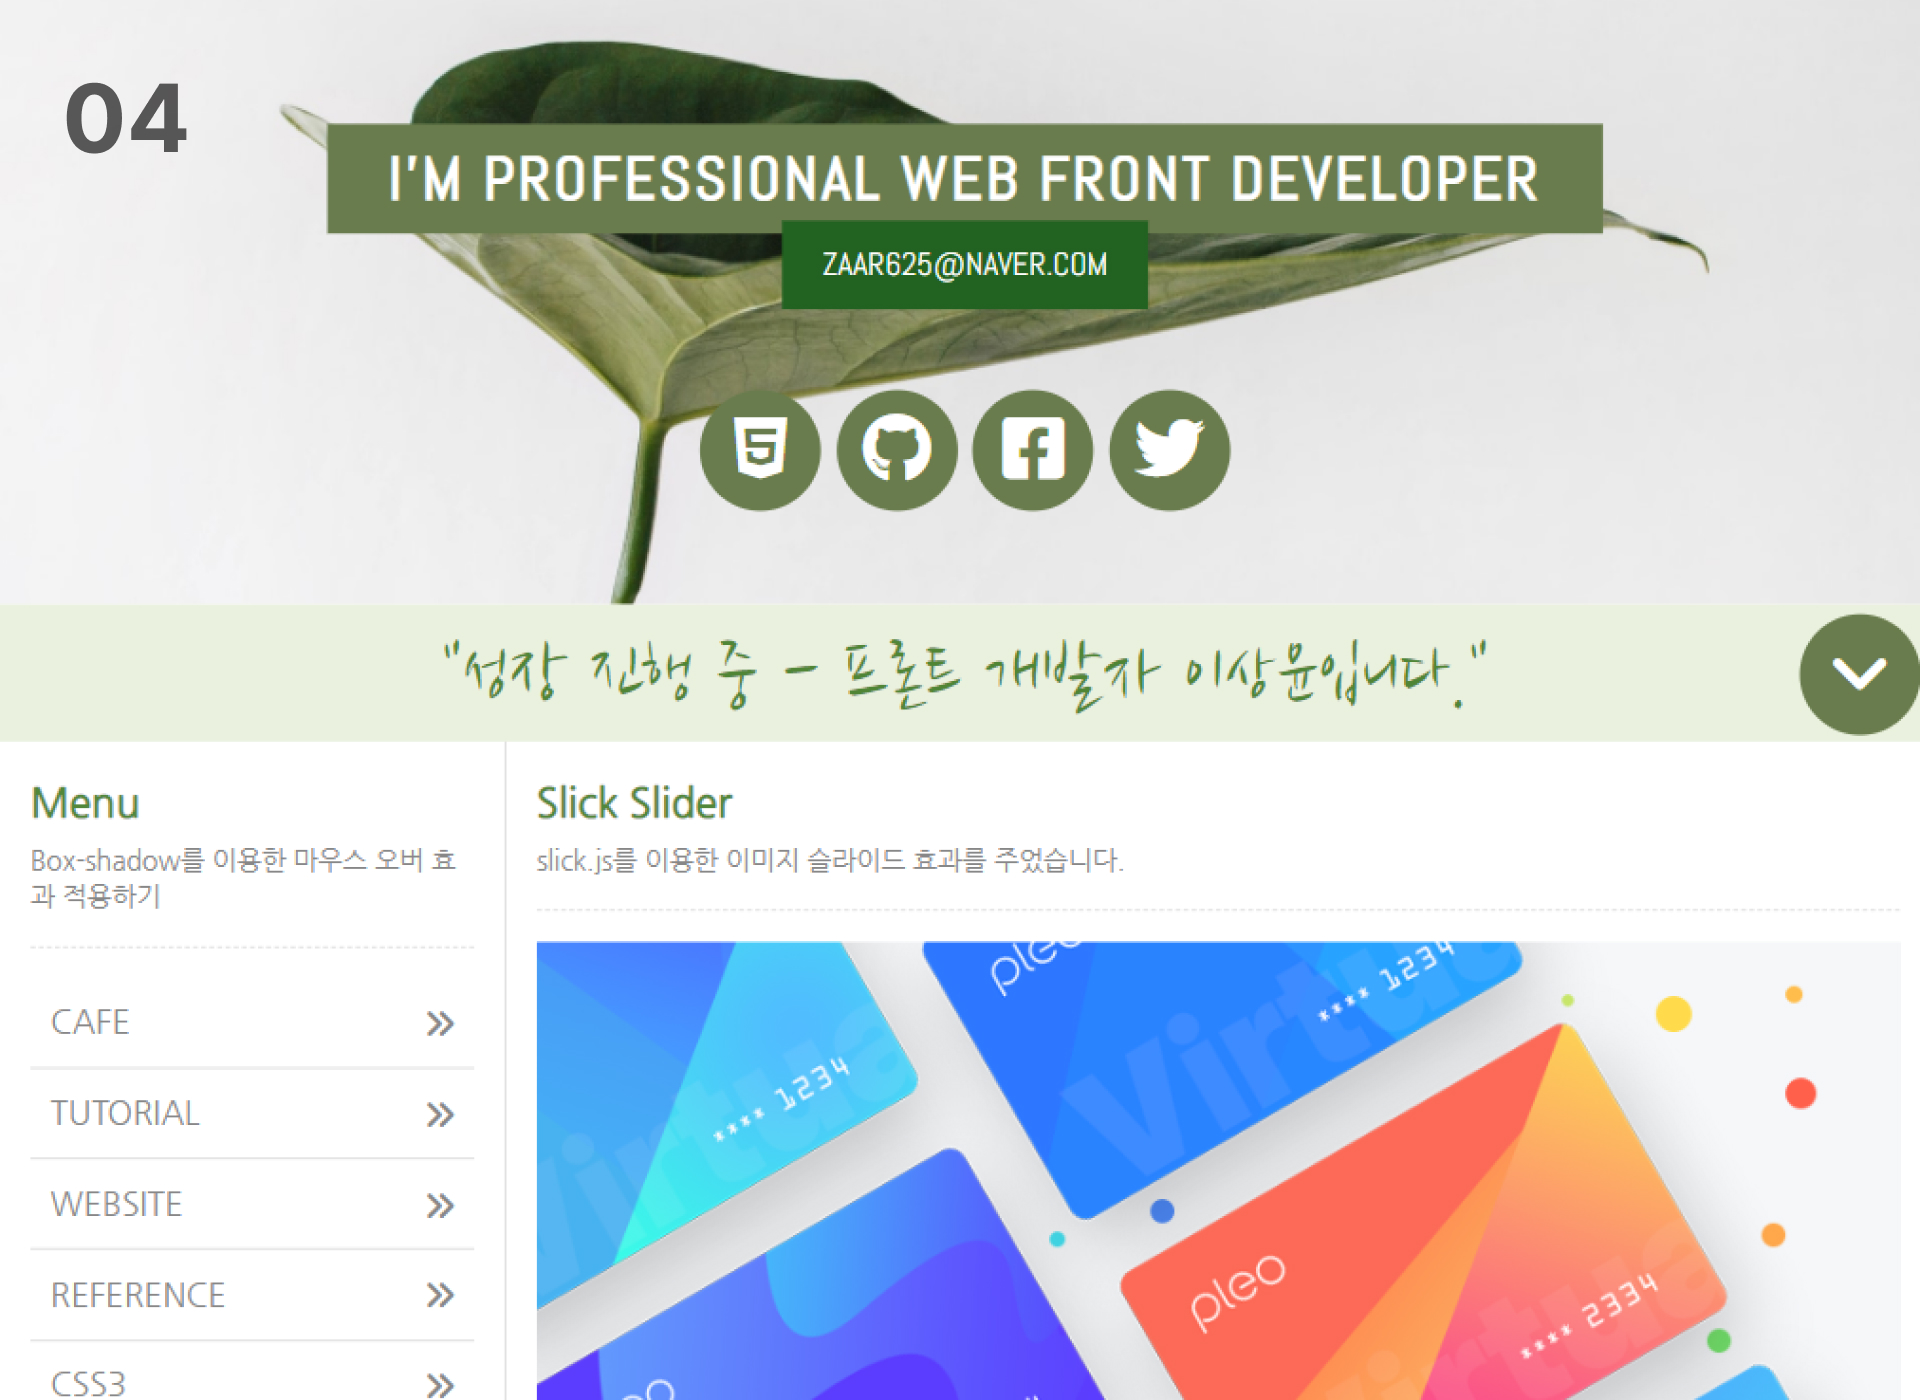 04
I'M PROFESSIONAL WEB FRONT DEVELOPER
ZAAR625@NAVER.COM
"성장 진행 중 - 프론트 개발자 이상윤입니다."
Menu
Box-shadow를 이용한 마우스 오버 효
과 적용하기
CAFE
TUTORIAL
WEBSITE
REFERENCE
CSS3
Slick Slider
slick.js를 이용한 이미지 슬라이드 효과를 주었습니다.
pleo
**** 1234
Virtua
**** 1234
Virtua
pleo
**** 2334
Virtua